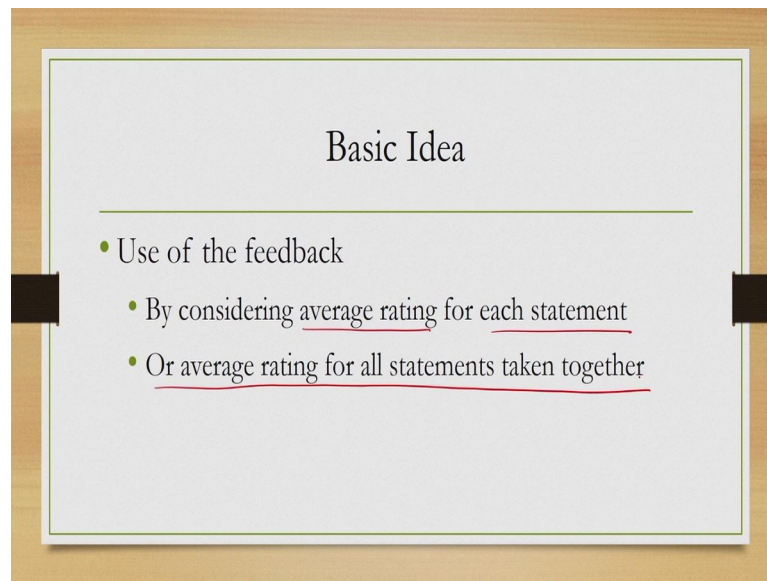 Basic Idea
• Use of the feedback
• By considering average rating for each statement
• Or average rating for all statements taken together